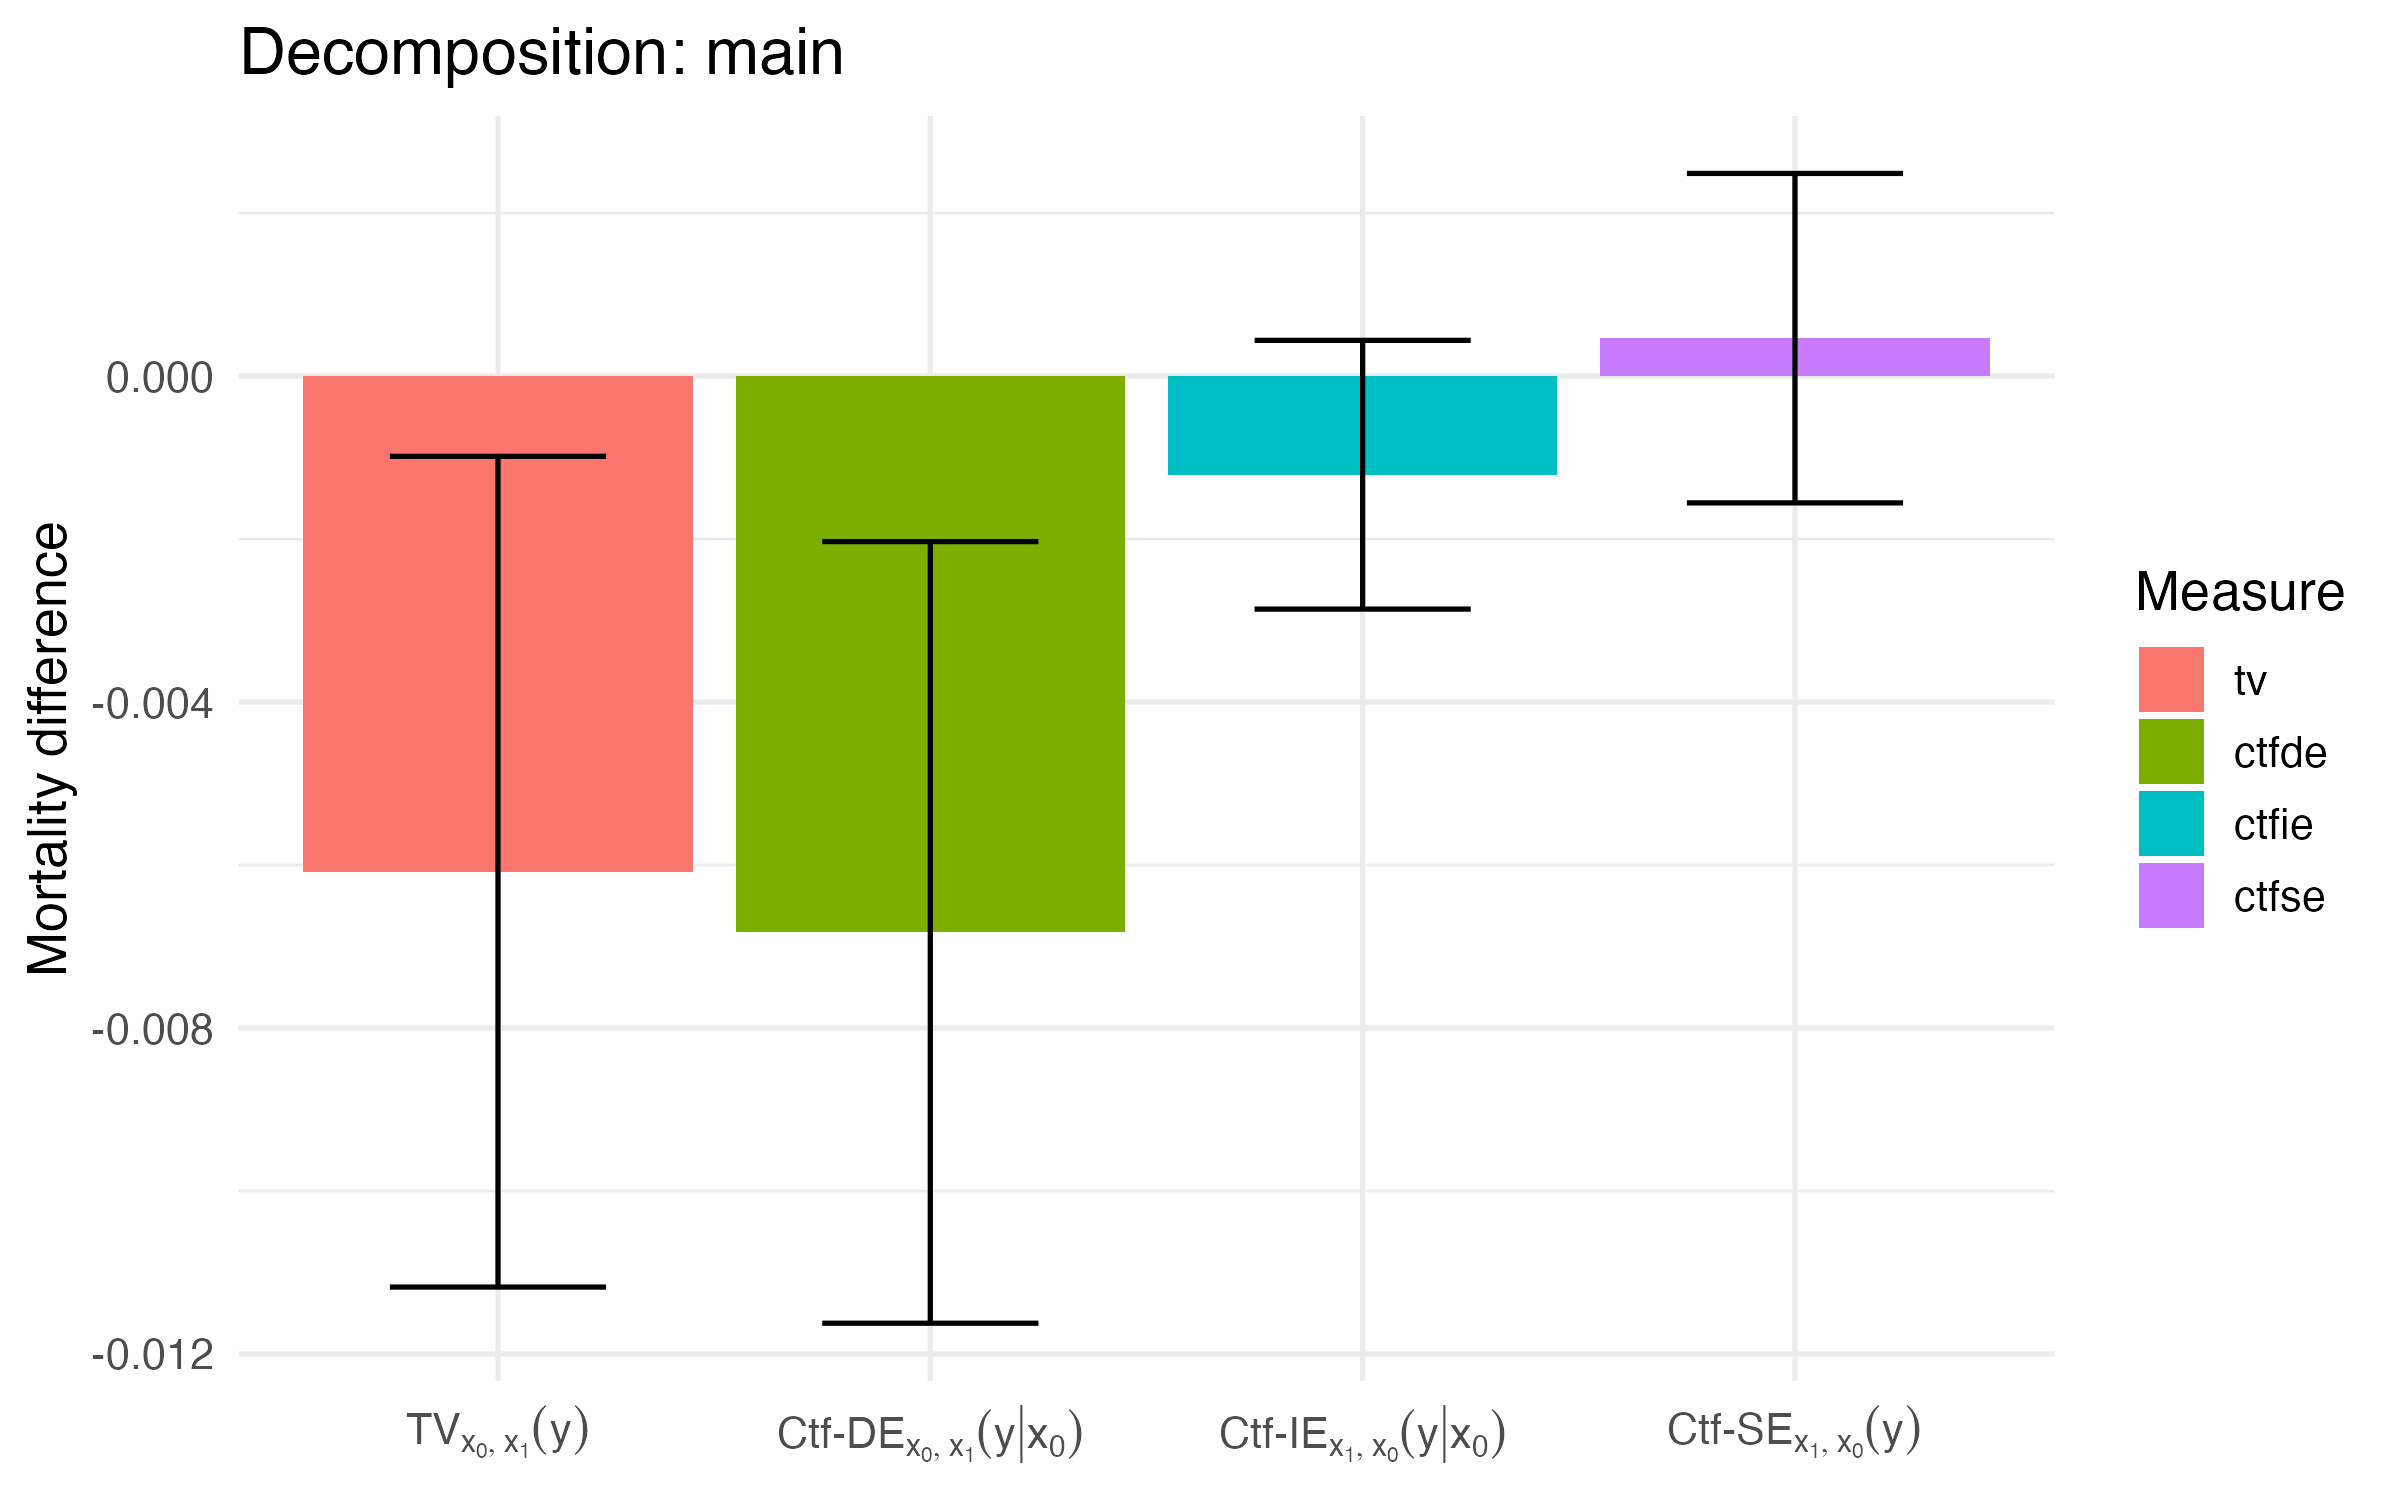 Decomposition: main
Mortality difference
0.000
-0.004
-0.008
-0.012
TVx₀, x₁(y)
Ctf-DEx₀, x₁(y|x₀)
Ctf-IEx₁, x₀(y|x₀)
Ctf-SEx₁, x₀(y)
Measure
tv
ctfde
ctfie
ctfse